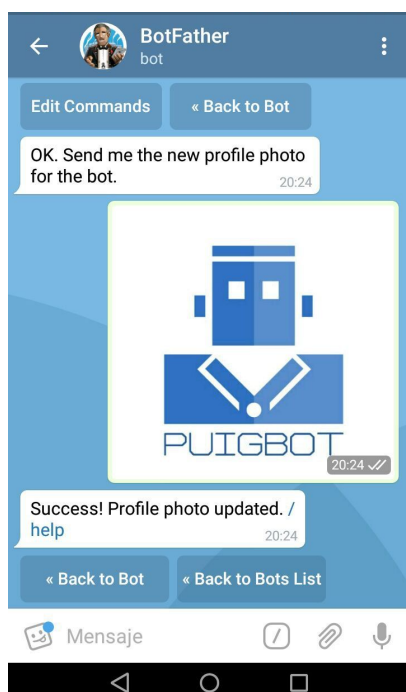 BotFather
bot
Edit Commands
« Back to Bot
OK. Send me the new profile photo
for the bot.
20:24
PUIGBOT
20:24
Success! Profile photo updated. /
help
20:24
« Back to Bot
« Back to Bots List
Mensaje
/